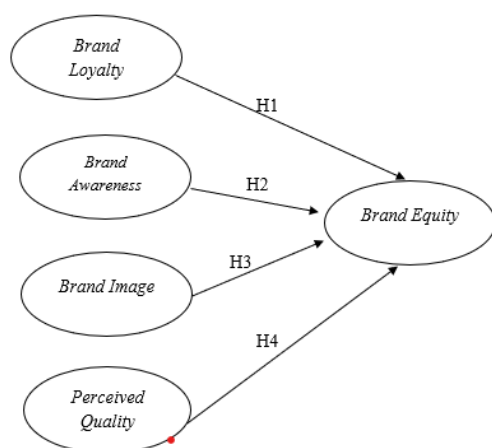 Brand
Loyalty
H1
Brand
Awareness
H2
Brand Equity
Brand Image
H3
H4
Perceived
Quality